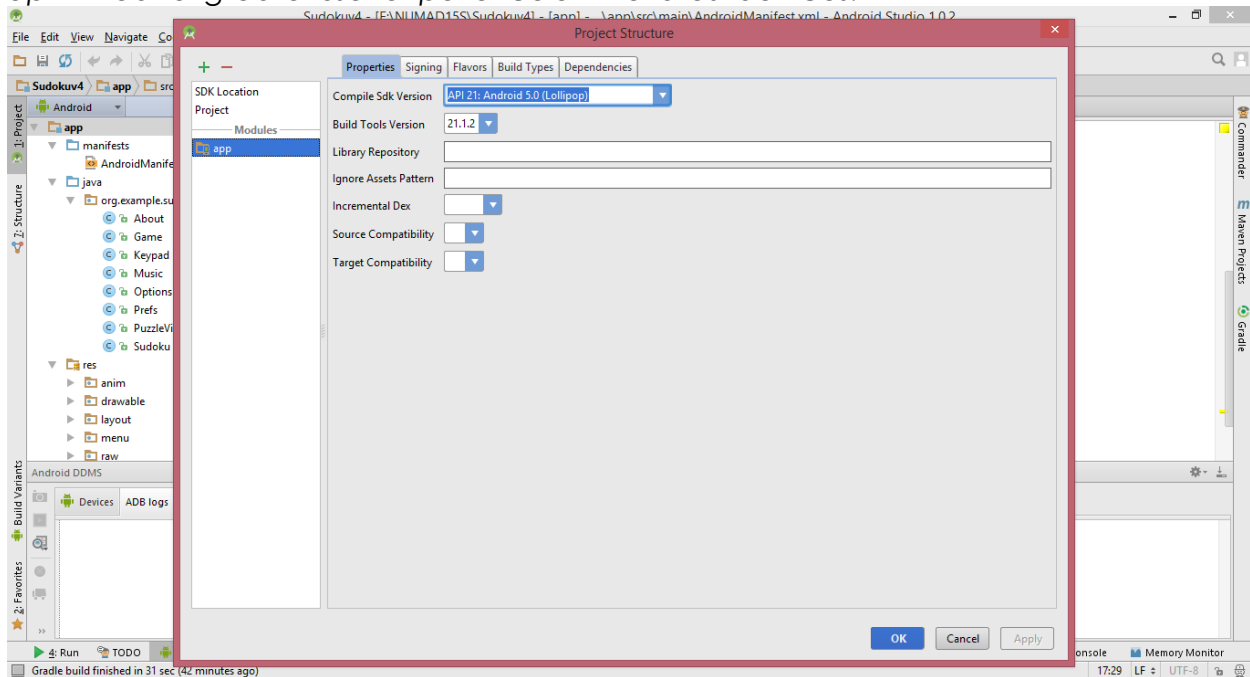 Sudokuv4 - [E:\NUMAD15S\Sudokuv4] - [app] - ...\app\src\main\AndroidManifest.xml - Android Studio 1.0.2
File Edit View Navigate Co
Project Structure
Sudokuv4 app src
Android
1: Project
app
manifests
AndroidManife
java
org.example.su
About
Game
Keypad
Music
Options
Prefs
PuzzleVi
Sudoku
res
anim
drawable
layout
menu
raw
7: Structure
Build Variants
2: Favorites
SDK Location
Project
Modules
app
Properties Signing Flavors Build Types Dependencies
Compile Sdk Version API 21: Android 5.0 (Lollipop)
Build Tools Version 21.1.2
Library Repository
Ignore Assets Pattern
Incremental Dex
Source Compatibility
Target Compatibility
OK Cancel Apply
Commander
m Maven Projects
Gradle
Android DDMS
Devices ADB logs
4: Run TODO
onsole Memory Monitor
Gradle build finished in 31 sec (42 minutes ago)
17:29 LF UTF-8